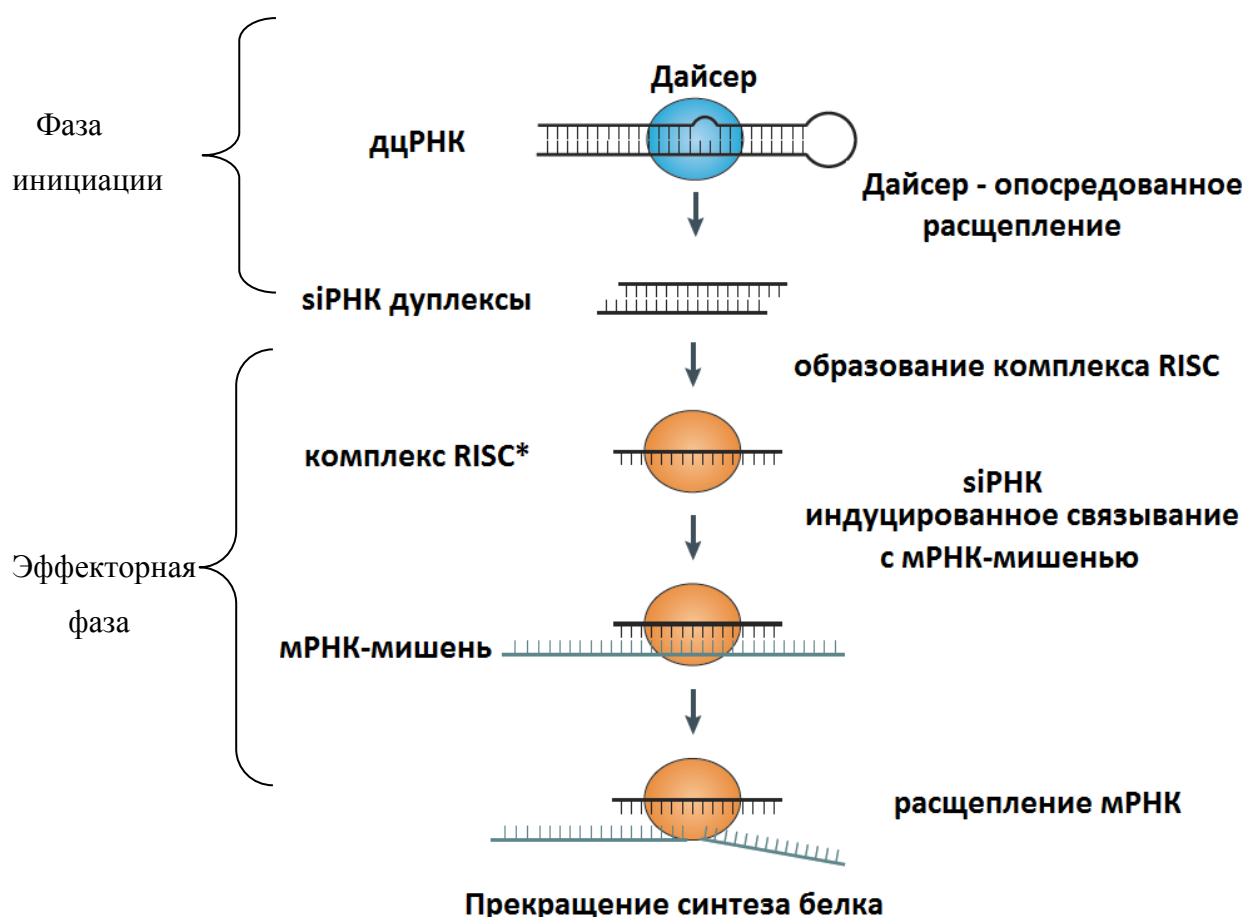 Дайсер
Фаза
инициации
дцРНК
Дайсер - опосредованное
расщепление
siРНК дуплексы
образование комплекса RISC
комплекс RISC*
siРНК
индуцированное связывание
с мРНК-мишенью
Эффекторная
фаза
мРНК-мишень
расщепление мРНК
Прекращение синтеза белка